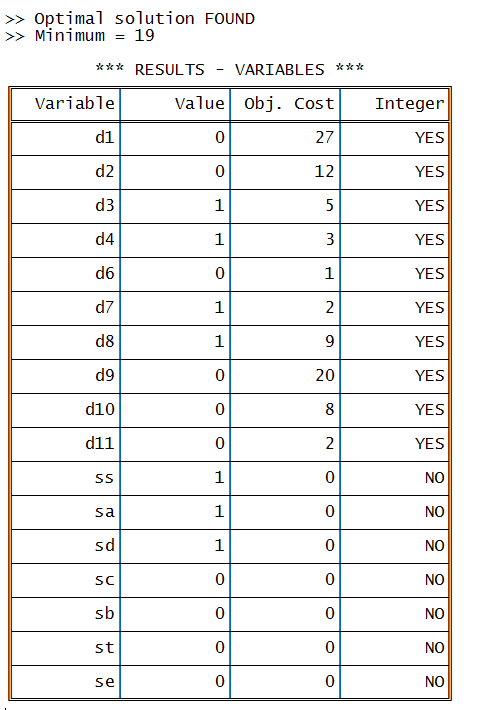 >> Optimal solution FOUND
>> Minimum = 19
*** RESULTS - VARIABLES ***
Variable Value Obj. Cost Integer
d1 0 27 YES
d2 0 12 YES
d3 1 5 YES
d4 1 3 YES
d6 0 1 YES
d7 1 2 YES
d8 1 9 YES
d9 0 20 YES
d10 0 8 YES
d11 0 2 YES
ss 1 0 NO
sa 1 0 NO
sd 1 0 NO
sc 0 0 NO
sb 0 0 NO
st 0 0 NO
se 0 0 NO